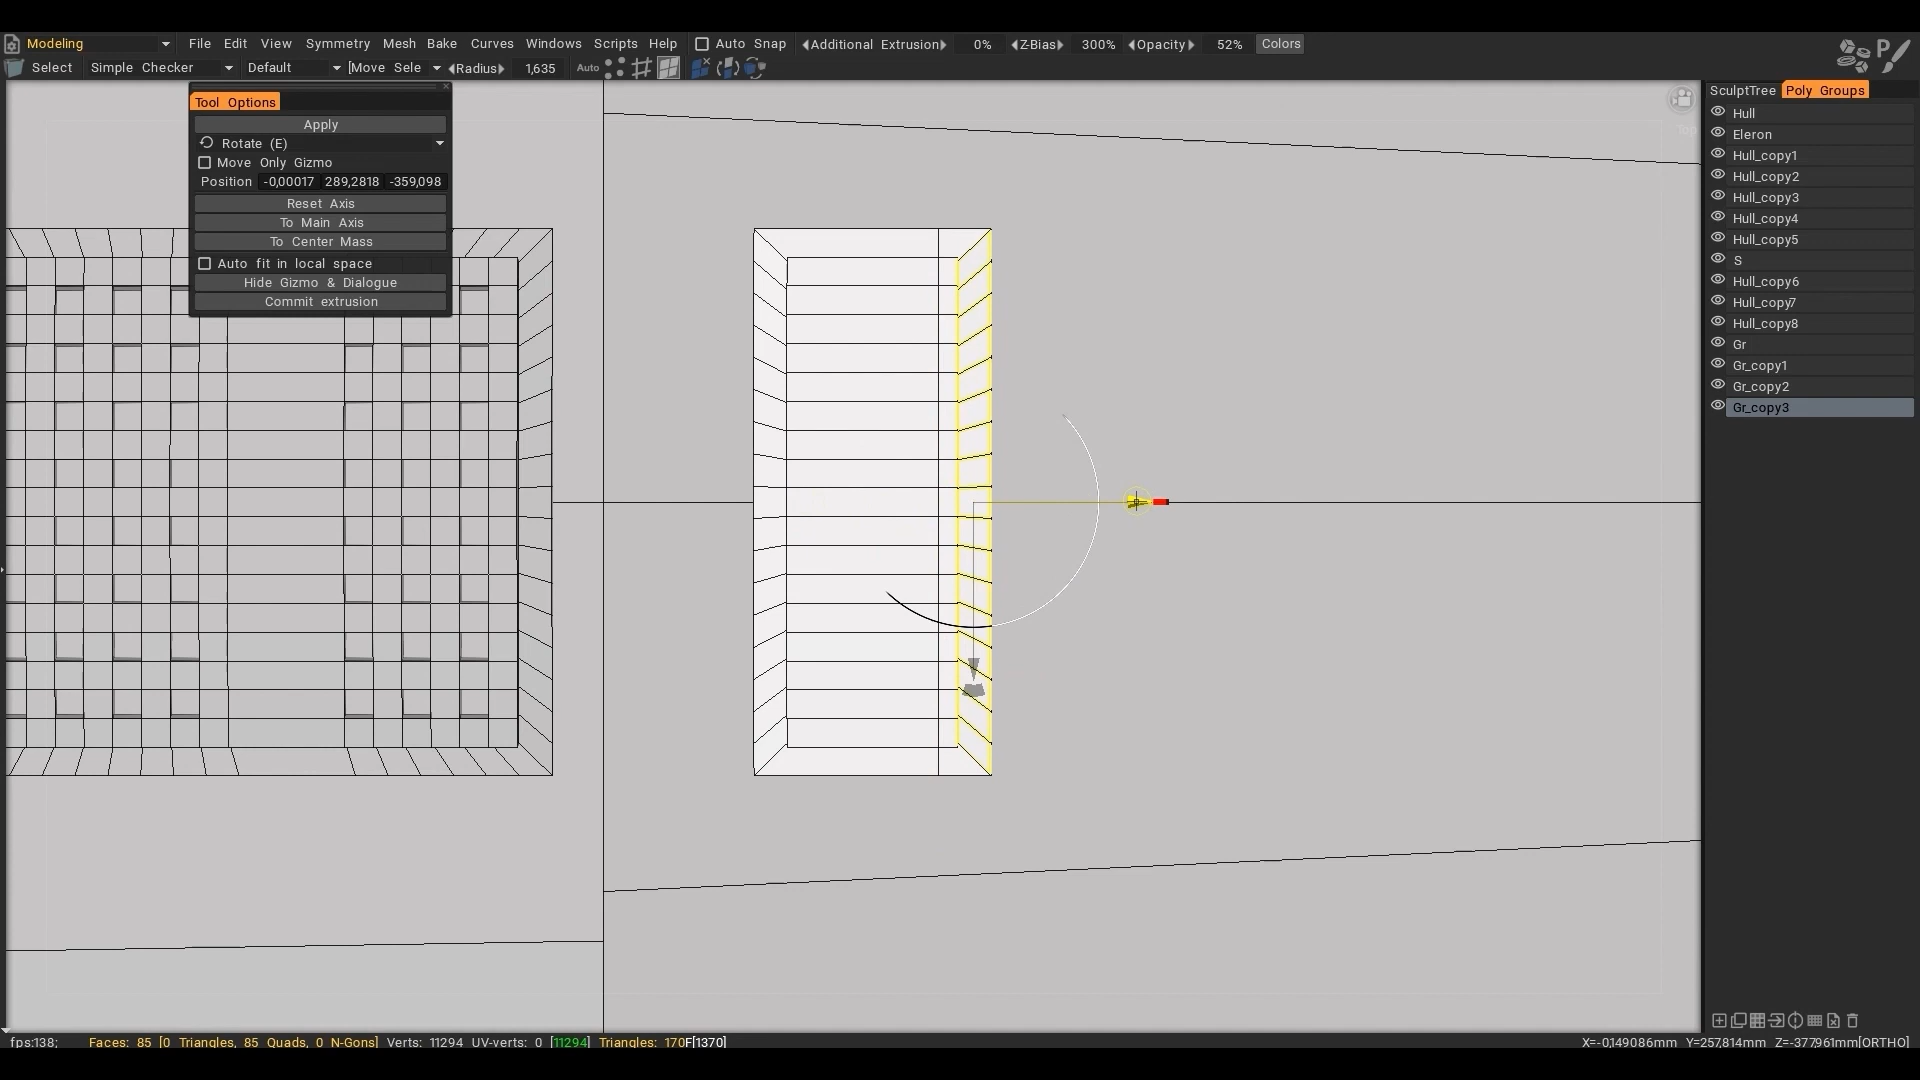 Modeling File Edit View Symmetry Mesh Bake Curves Windows Scripts Help Auto Snap Additional Extrusion 0% Z-Bias 300% Opacity 52% Colors
Select Simple Checker Default [Move Sele Radius 1,635 Auto
Tool Options
Apply
Rotate (E)
Move Only Gizmo
Position -0,00017 289,2818 -359,098
Reset Axis
To Main Axis
To Center Mass
Auto fit in local space
Hide Gizmo & Dialogue
Commit extrusion
SculptTree Poly Groups
Hull
Eleron
Hull_copy1
Hull_copy2
Hull_copy3
Hull_copy4
Hull_copy5
S
Hull_copy6
Hull_copy7
Hull_copy8
Gr
Gr_copy1
Gr_copy2
Gr_copy3
fps:138; Faces: 85 [0 Triangles, 85 Quads, 0 N-Gons] Verts: 11294 UV-verts: 0 [11294] Triangles: 170F[1370] X=-0,149086mm Y=257,814mm Z=-377,961mm[ORTHO]